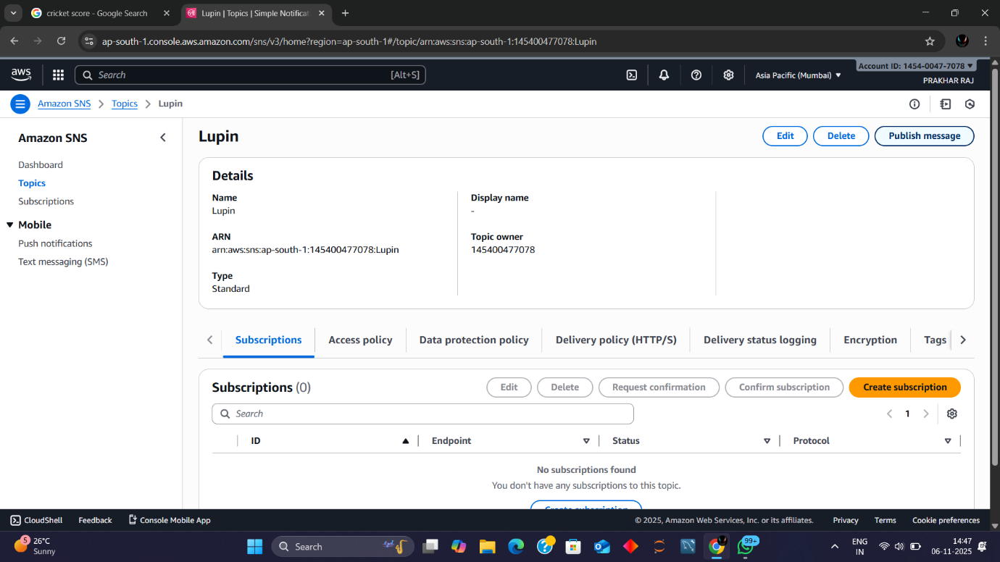 cricket score - Google Search
Lupin | Topics | Simple Notificat
ap-south-1.console.aws.amazon.com/sns/v3/home?region=ap-south-1#/topic/arn:aws:sns:ap-south-1:145400477078:Lupin
aws
Search [Alt+S]
Asia Pacific (Mumbai)
Account ID: 1454-0047-7078
PRAKHAR RAJ
Amazon SNS
Topics
Lupin
Amazon SNS
Dashboard
Topics
Subscriptions
Mobile
Push notifications
Text messaging (SMS)
Lupin
Edit
Delete
Publish message
Details
Name
Lupin
ARN
arn:aws:sns:ap-south-1:145400477078:Lupin
Type
Standard
Display name
-
Topic owner
145400477078
Subscriptions
Access policy
Data protection policy
Delivery policy (HTTP/S)
Delivery status logging
Encryption
Tags
Subscriptions (0)
Edit
Delete
Request confirmation
Confirm subscription
Create subscription
Search
1
ID
Endpoint
Status
Protocol
No subscriptions found
You don't have any subscriptions to this topic.
Create subscription
CloudShell
Feedback
Console Mobile App
© 2025, Amazon Web Services, Inc. or its affiliates.
Privacy
Terms
Cookie preferences
5
26°C
Sunny
Search
99+
ENG
IN
14:47
06-11-2025